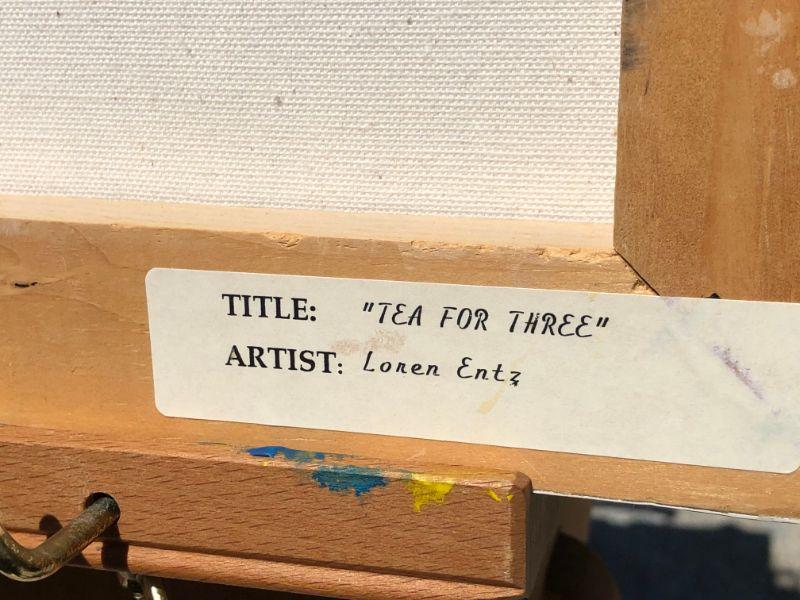 TITLE: "TEA FOR THREE"
ARTIST: Loren Entz